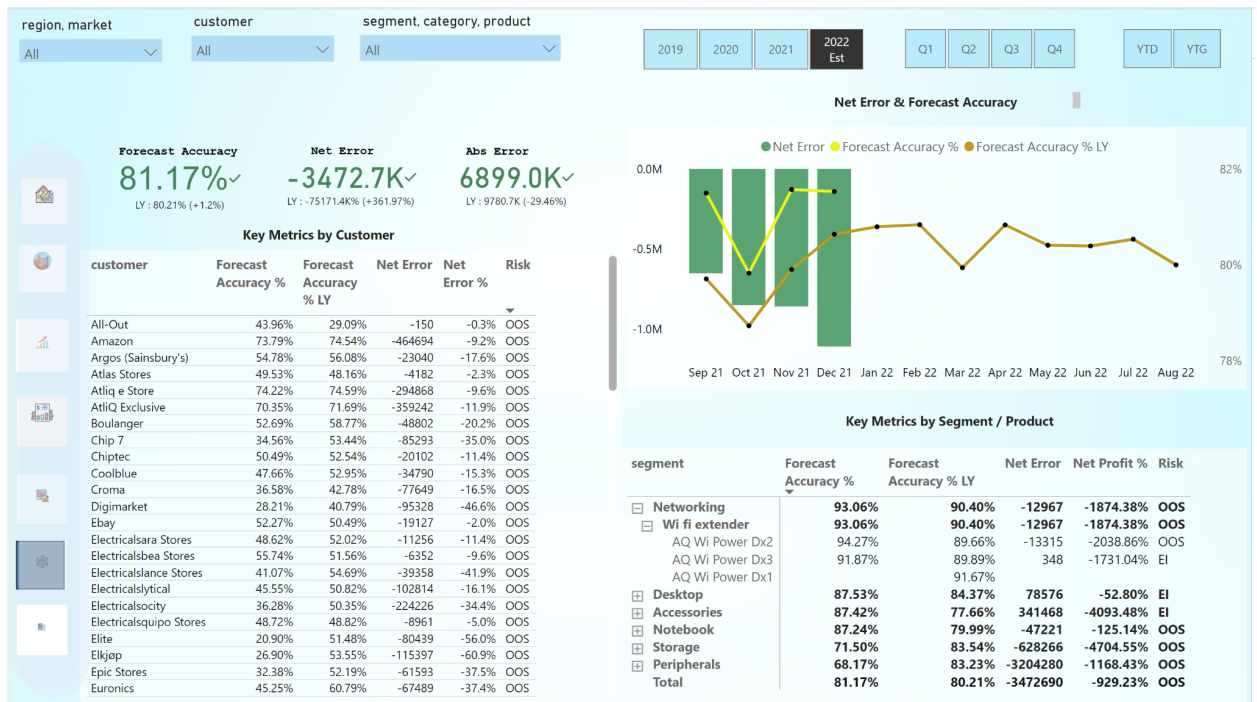 region, market
customer
segment, category, product
All
All
All
2019
2020
2021
2022
Est
Q1
Q2
Q3
Q4
YTD
YTG
Forecast Accuracy
81.17%
LY : 80.21% (+1.2%)
Net Error
-3472.7K
LY : -75171.4K% (+361.97%)
Abs Error
6899.0K
LY : 9780.7K (-29.46%)
Key Metrics by Customer
customer Forecast Accuracy % Forecast Accuracy % LY Net Error Net Error % Risk
All-Out 43.96% 29.09% -150 -0.3% OOS
Amazon 73.79% 74.54% -464694 -9.2% OOS
Argos (Sainsbury's) 54.78% 56.08% -23040 -17.6% OOS
Atlas Stores 49.53% 48.16% -4182 -2.3% OOS
Atliq e Store 74.22% 74.59% -294868 -9.6% OOS
AtliQ Exclusive 70.35% 71.69% -359242 -11.9% OOS
Boulanger 52.69% 58.77% -48802 -20.2% OOS
Chip 7 34.56% 53.44% -85293 -35.0% OOS
Chiptec 50.49% 52.54% -20102 -11.4% OOS
Coolblue 47.66% 52.95% -34790 -15.3% OOS
Croma 36.58% 42.78% -77649 -16.5% OOS
Digimarket 28.21% 40.79% -95328 -46.6% OOS
Ebay 52.27% 50.49% -19127 -2.0% OOS
Electricalsara Stores 48.62% 52.02% -11256 -11.4% OOS
Electricalsbea Stores 55.74% 51.56% -6352 -9.6% OOS
Electricalslance Stores 41.07% 54.69% -39358 -41.9% OOS
Electricalslytical 45.55% 50.82% -102814 -16.1% OOS
Electricalsocity 36.28% 50.35% -224226 -34.4% OOS
Electricalsquipo Stores 48.72% 48.82% -8961 -5.0% OOS
Elite 20.90% 51.48% -80439 -56.0% OOS
Elkjøp 26.90% 53.55% -115397 -60.9% OOS
Epic Stores 32.38% 52.19% -61593 -37.5% OOS
Euronics 45.25% 60.79% -67489 -37.4% OOS
Net Error & Forecast Accuracy
Net Error Forecast Accuracy % Forecast Accuracy % LY
0.0M
-0.5M
-1.0M
82%
80%
78%
Sep 21 Oct 21 Nov 21 Dec 21 Jan 22 Feb 22 Mar 22 Apr 22 May 22 Jun 22 Jul 22 Aug 22
Key Metrics by Segment / Product
segment Forecast Accuracy % Forecast Accuracy % LY Net Error Net Profit % Risk
Networking 93.06% 90.40% -12967 -1874.38% OOS
Wi fi extender 93.06% 90.40% -12967 -1874.38% OOS
AQ Wi Power Dx2 94.27% 89.66% -13315 -2038.86% OOS
AQ Wi Power Dx3 91.87% 89.89% 348 -1731.04% EI
AQ Wi Power Dx1 91.67%
Desktop 87.53% 84.37% 78576 -52.80% EI
Accessories 87.42% 77.66% 341468 -4093.48% EI
Notebook 87.24% 79.99% -47221 -125.14% OOS
Storage 71.50% 83.54% -628266 -4704.55% OOS
Peripherals 68.17% 83.23% -3204280 -1168.43% OOS
Total 81.17% 80.21% -3472690 -929.23% OOS